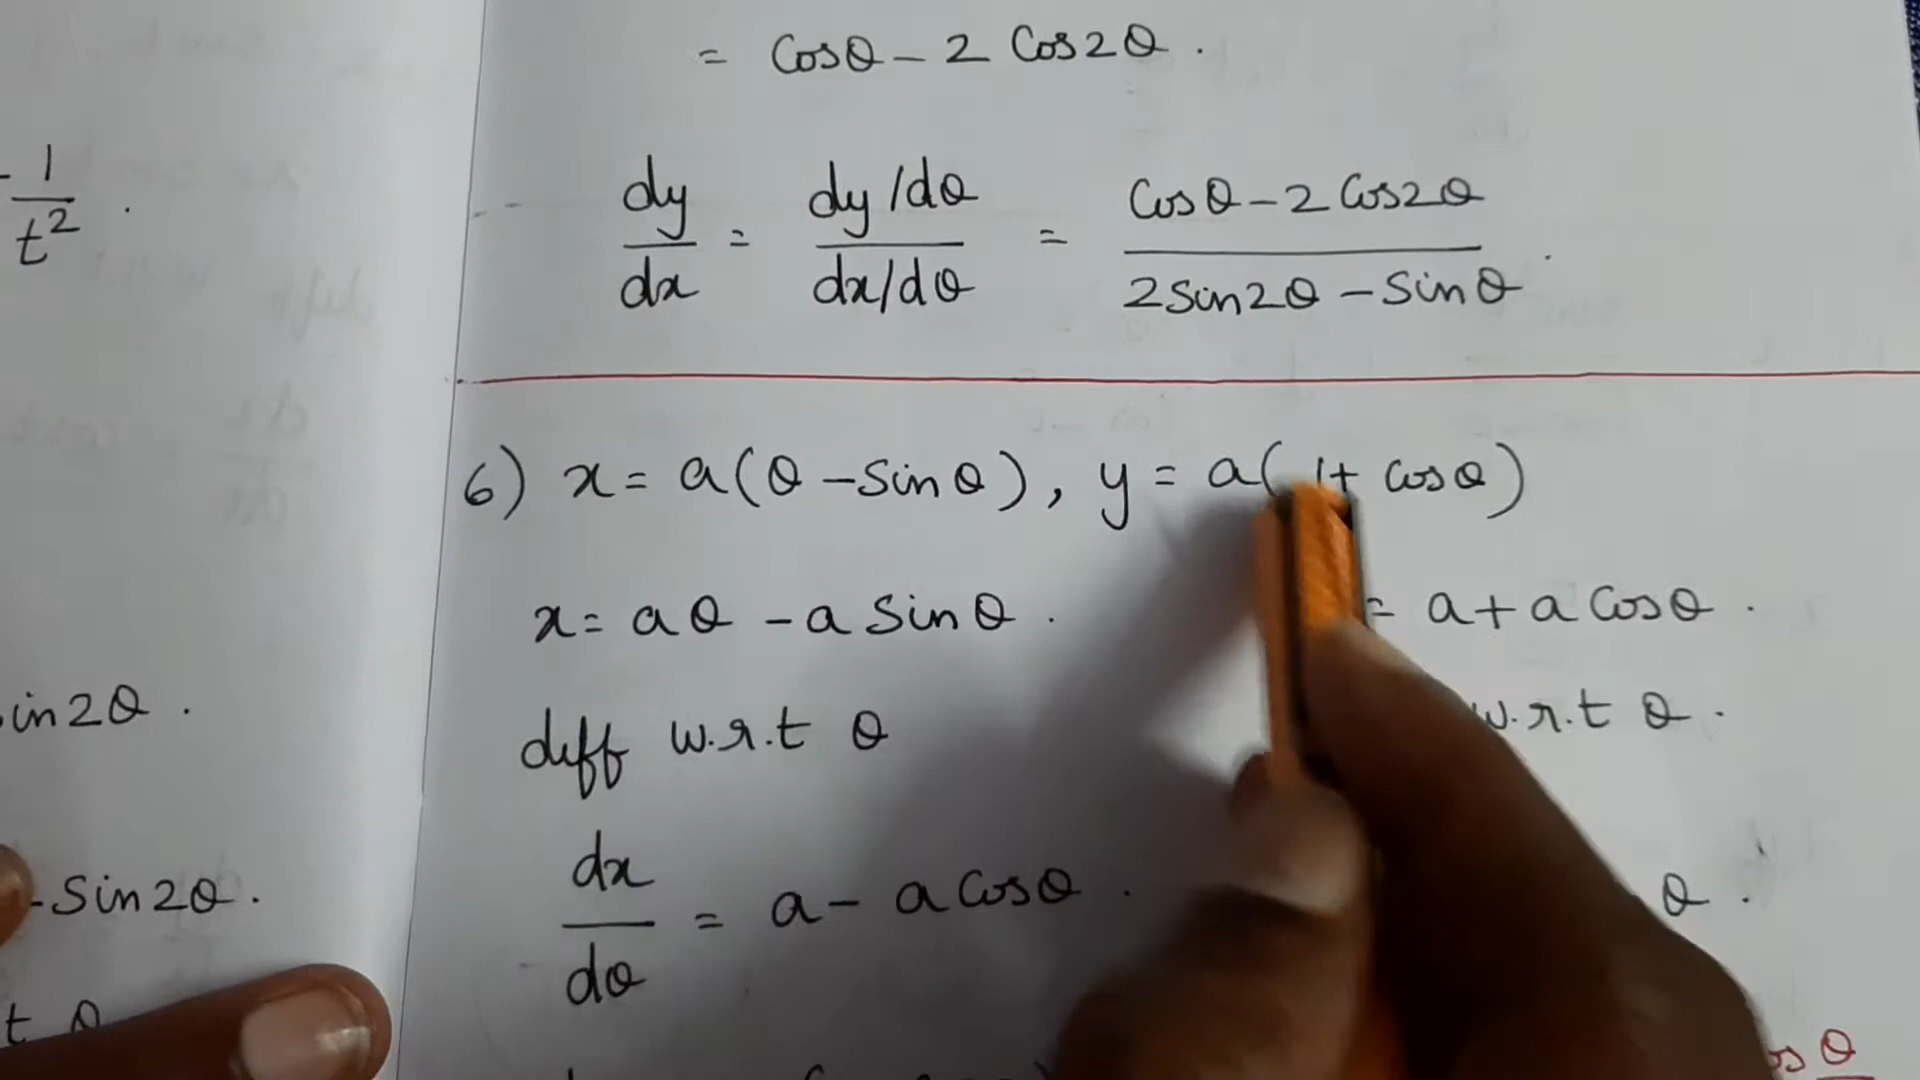 - 1/t²  .
in2θ .
- Sin2θ .
t θ
= Cosθ - 2 Cos2θ .
dy/dx = (dy/dθ)/(dx/dθ) = (Cosθ - 2 Cos2θ)/(2Sin2θ - Sinθ) .
6) x = a(θ - Sinθ), y = a(1 + cosθ)
x = aθ - a Sinθ .    = a + a Cosθ .
diff w.r.t θ    w.r.t θ .
dx/dθ = a - a Cosθ .    θ .
os θ